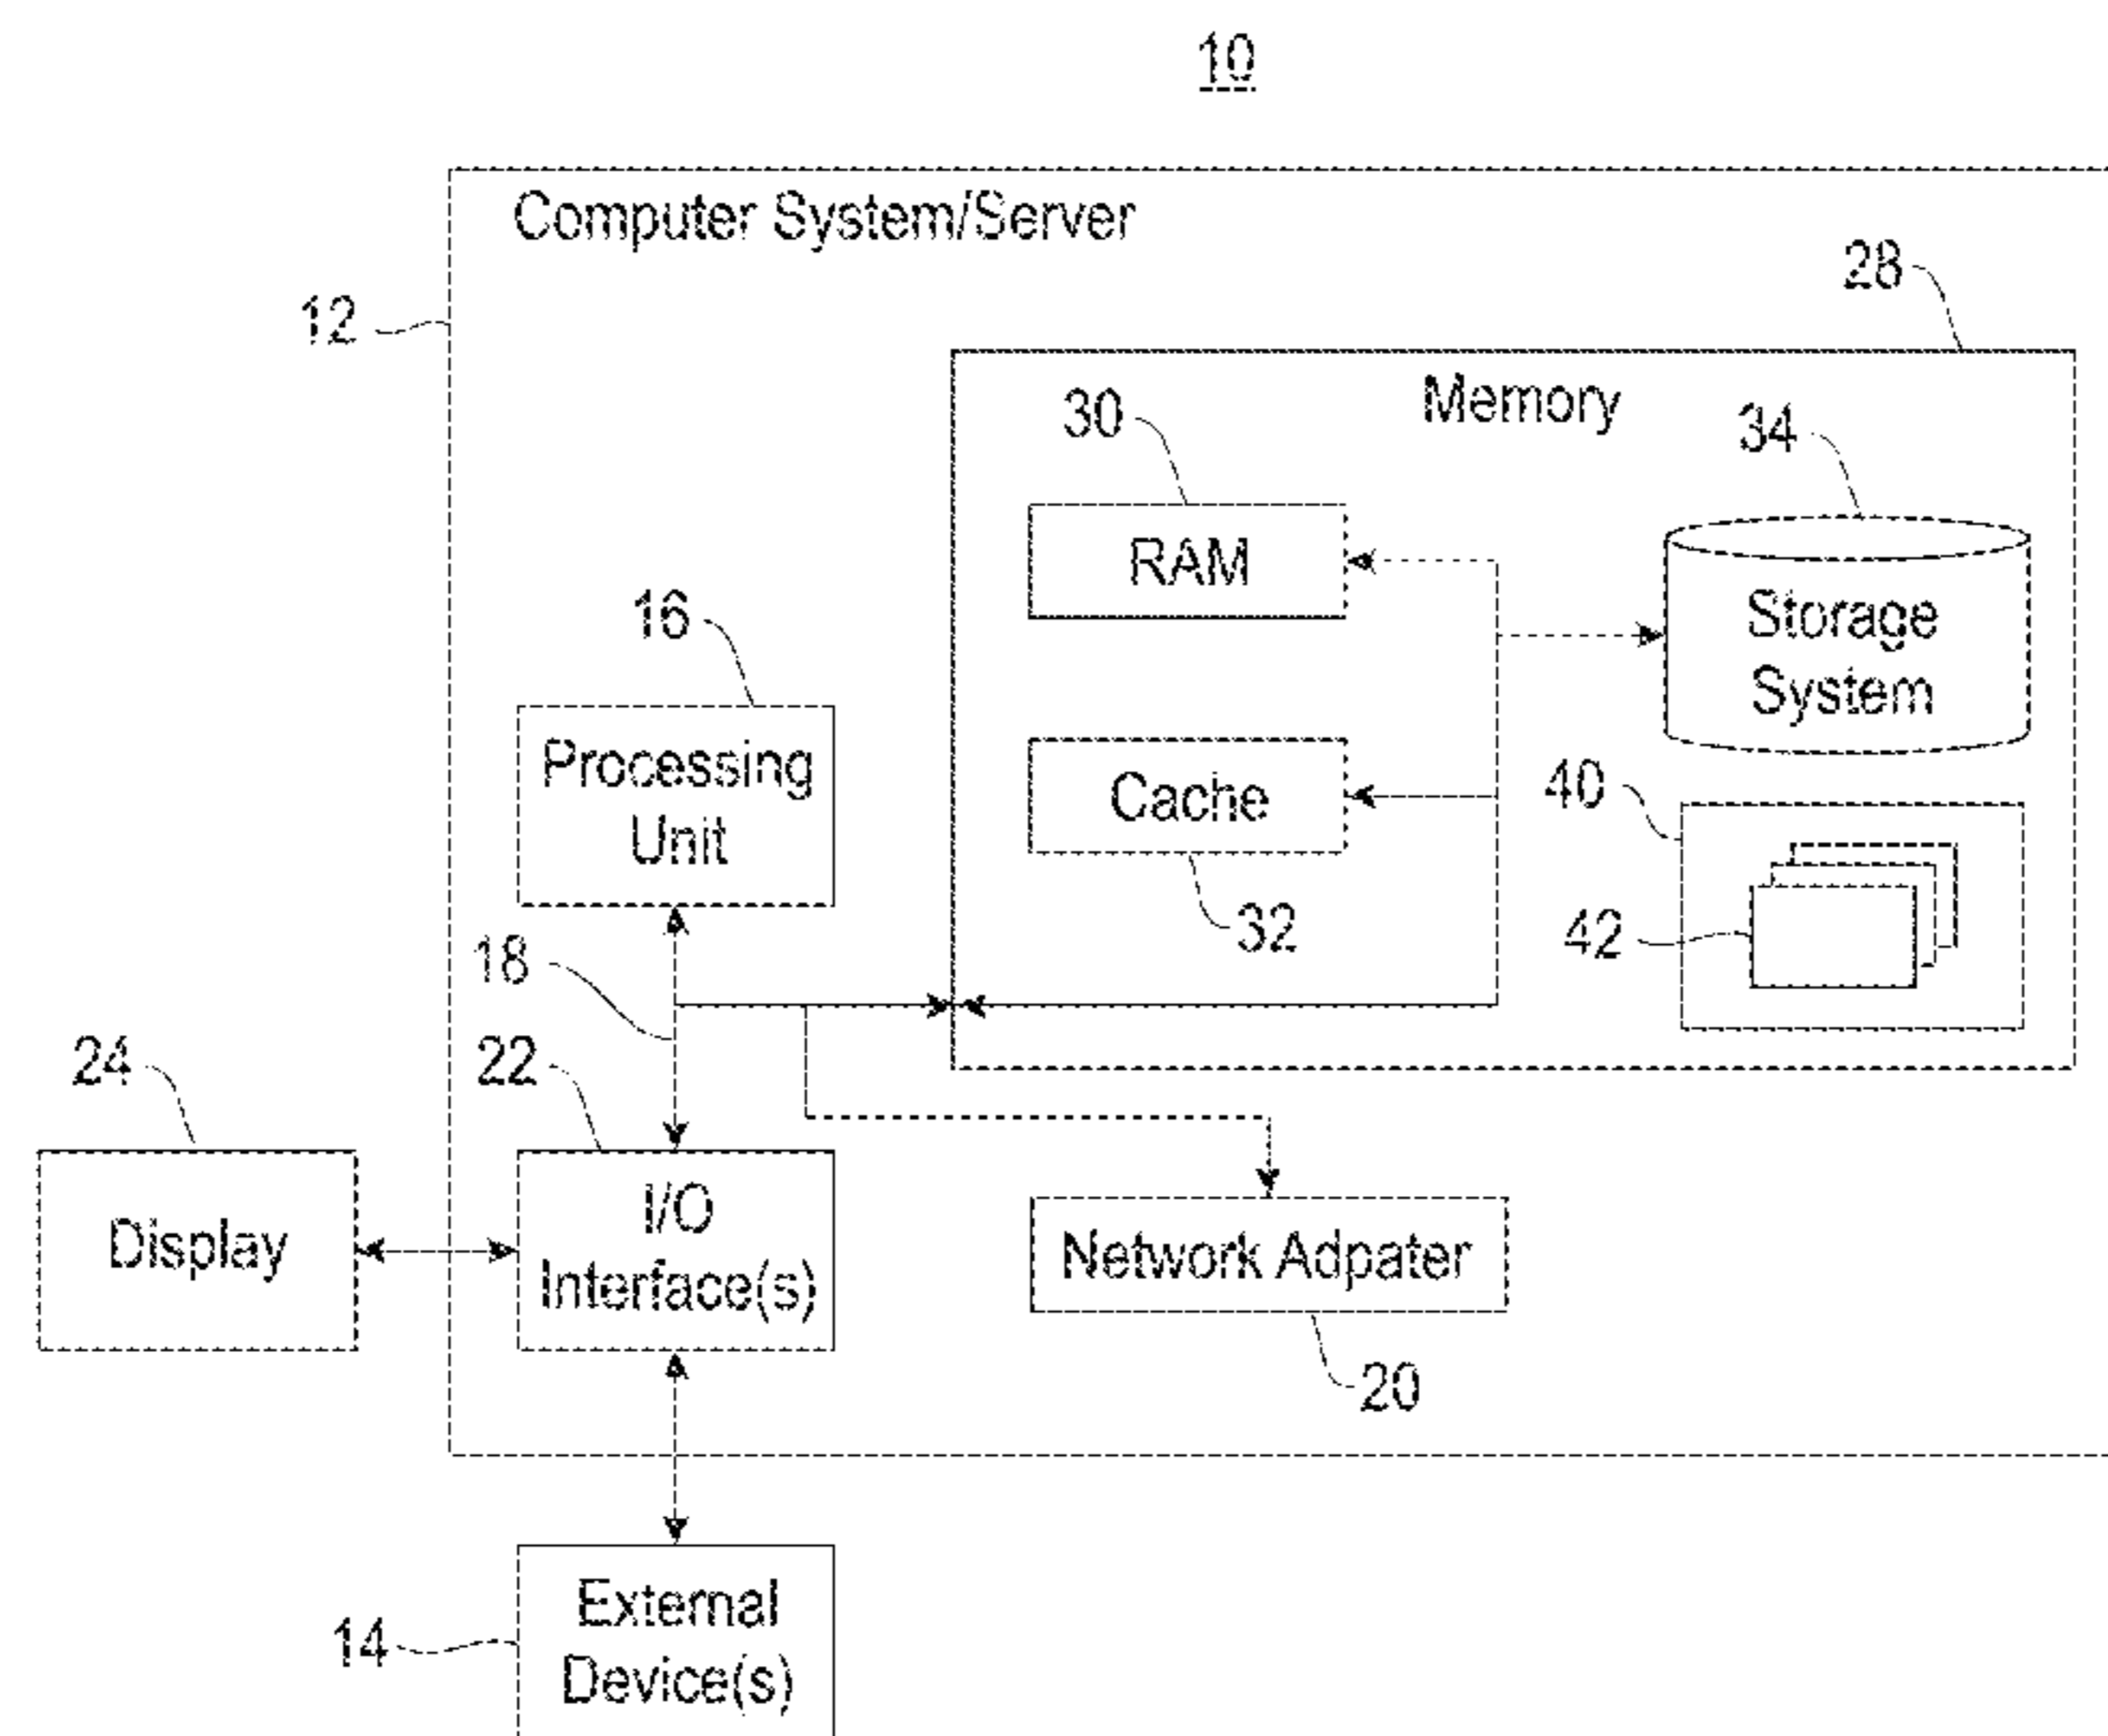 10
Computer System/Server
12
28
Memory
30
34
RAM
Storage
System
16
Processing
Unit
Cache
40
32
42
18
22
24
Display
I/O
Interface(s)
Network Adpater
20
External
Device(s)
14